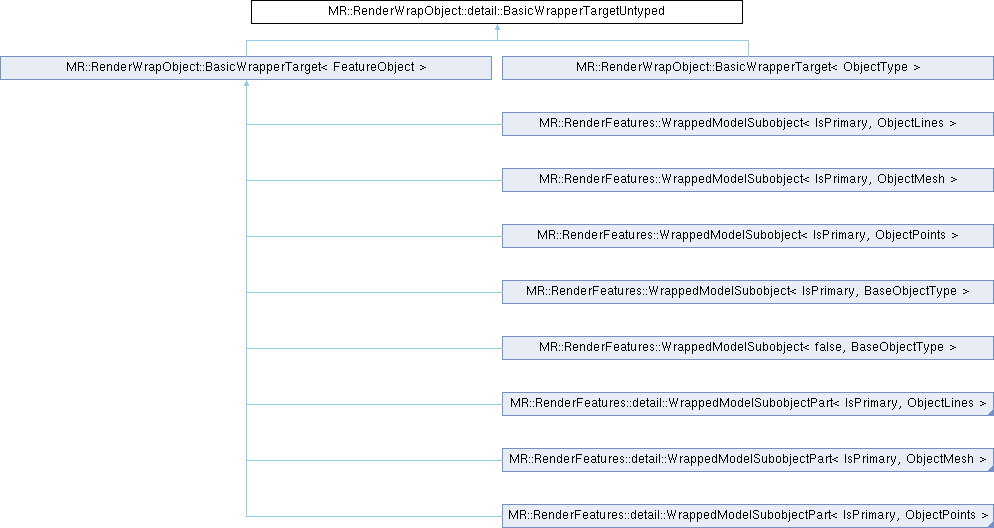 MR::RenderWrapObject::detail::BasicWrapperTargetUntyped
MR::RenderWrapObject::BasicWrapperTarget< FeatureObject >
MR::RenderWrapObject::BasicWrapperTarget< ObjectType >
MR::RenderFeatures::WrappedModelSubobject< IsPrimary, ObjectLines >
MR::RenderFeatures::WrappedModelSubobject< IsPrimary, ObjectMesh >
MR::RenderFeatures::WrappedModelSubobject< IsPrimary, ObjectPoints >
MR::RenderFeatures::WrappedModelSubobject< IsPrimary, BaseObjectType >
MR::RenderFeatures::WrappedModelSubobject< false, BaseObjectType >
MR::RenderFeatures::detail::WrappedModelSubobjectPart< IsPrimary, ObjectLines >
MR::RenderFeatures::detail::WrappedModelSubobjectPart< IsPrimary, ObjectMesh >
MR::RenderFeatures::detail::WrappedModelSubobjectPart< IsPrimary, ObjectPoints >